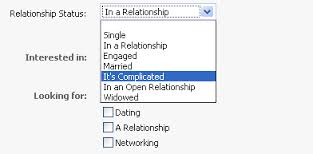 Relationship Status: In a Relationship
Single
In a Relationship
Interested in: Engaged
Married
It's Complicated
In an Open Relationship
Looking for: Widowed
Dating
A Relationship
Networking